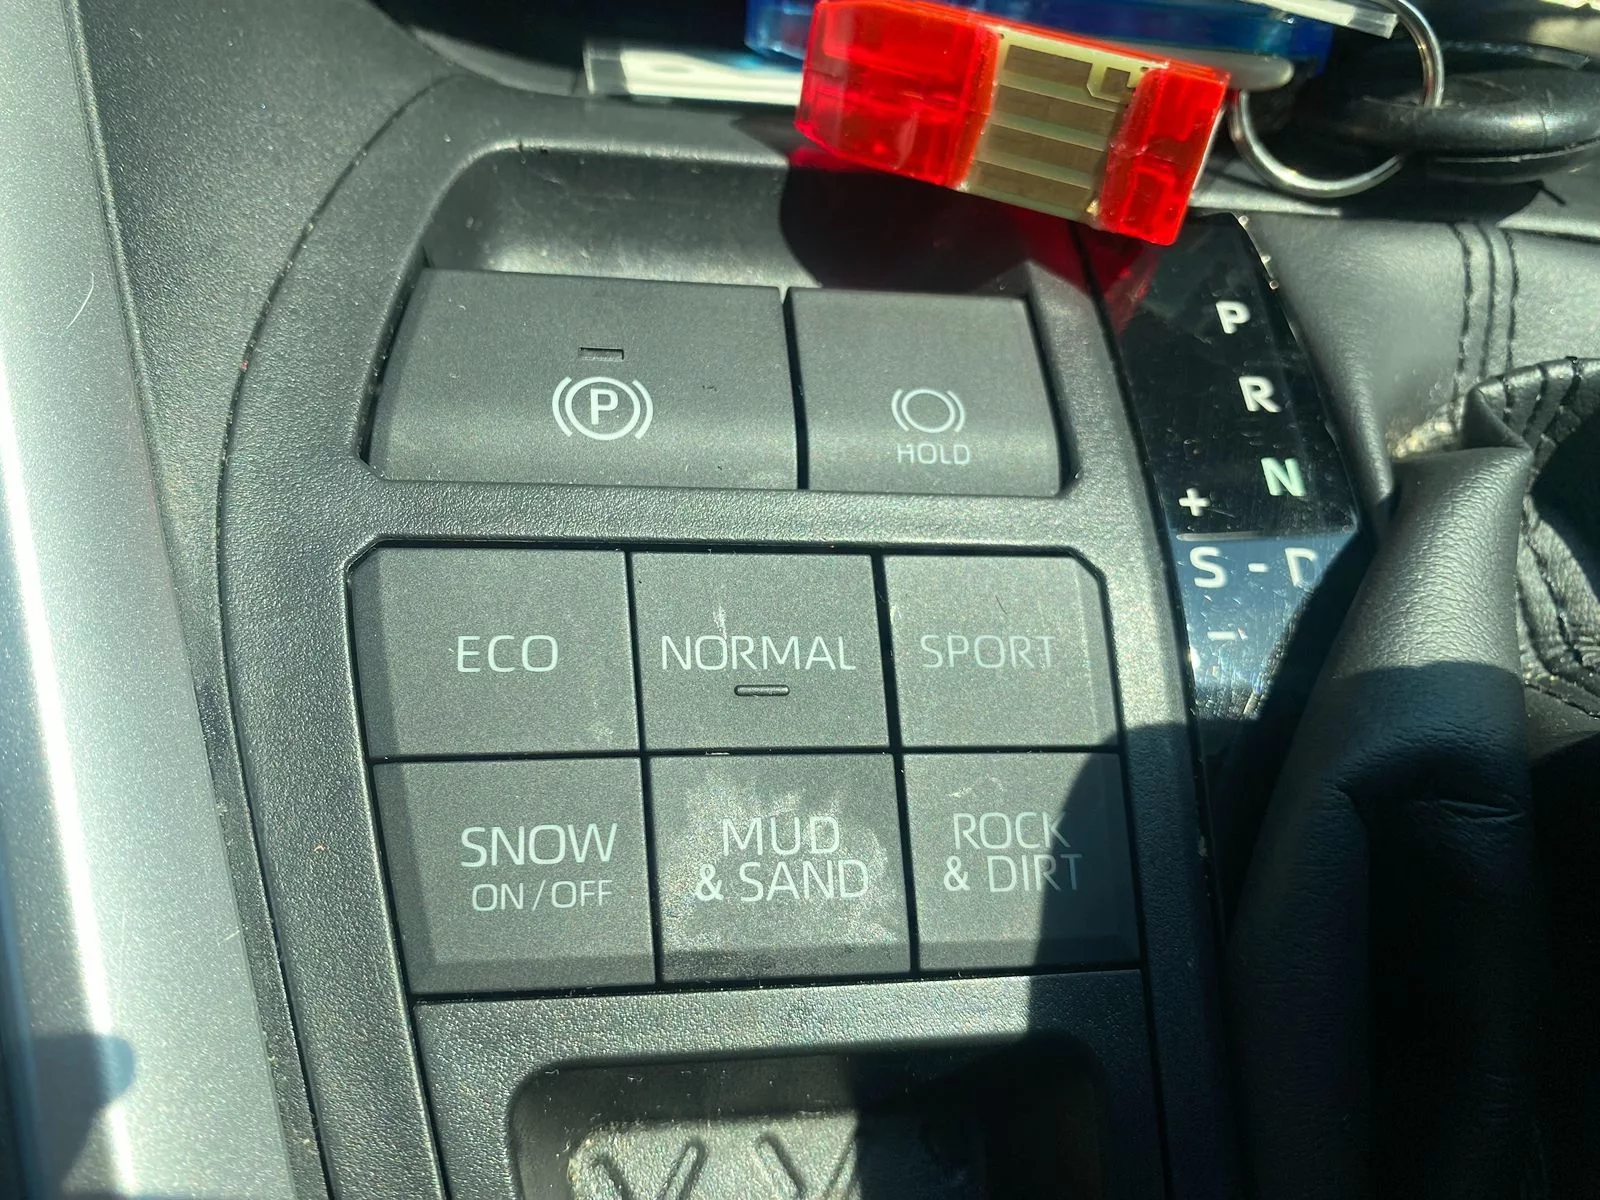 P
HOLD
P
R
N
+
S - D
-
ECO
NORMAL
SPORT
SNOW
ON / OFF
MUD
& SAND
ROCK
& DIRT